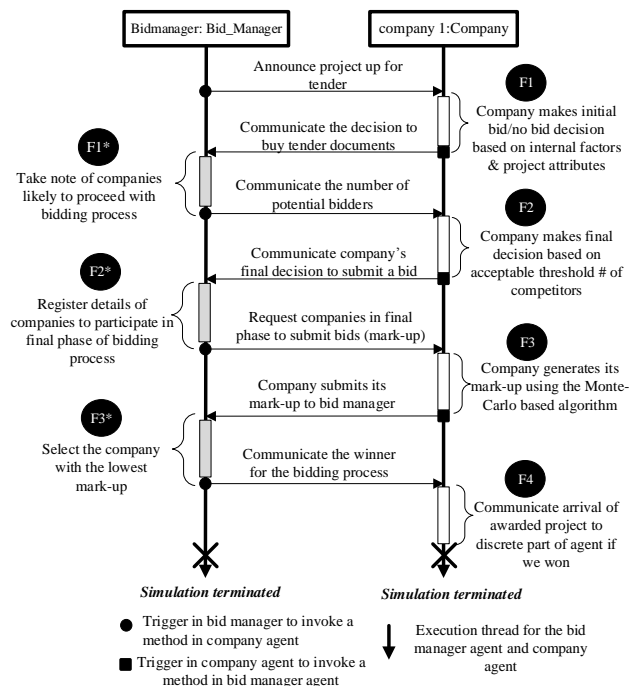 Bidmanager: Bid_Manager
company 1:Company
Announce project up for
tender
F1
Company makes initial
bid/no bid decision
based on internal factors
& project attributes
Communicate the decision to
buy tender documents
F1*
Take note of companies
likely to proceed with
bidding process
Communicate the number of
potential bidders
F2
Company makes final
decision based on
acceptable threshold # of
competitors
Communicate company's
final decision to submit a bid
F2*
Register details of
companies to participate in
final phase of bidding
process
Request companies in final
phase to submit bids (mark-up)
F3
Company generates its
mark-up using the Monte-
Carlo based algorithm
Company submits its
mark-up to bid manager
F3*
Select the company
with the lowest
mark-up
Communicate the winner
for the bidding process
F4
Communicate arrival of
awarded project to
discrete part of agent if
we won
Simulation terminated
Simulation terminated
Trigger in bid manager to invoke a
method in company agent
Trigger in company agent to invoke a
method in bid manager agent
Execution thread for the bid
manager agent and company
agent